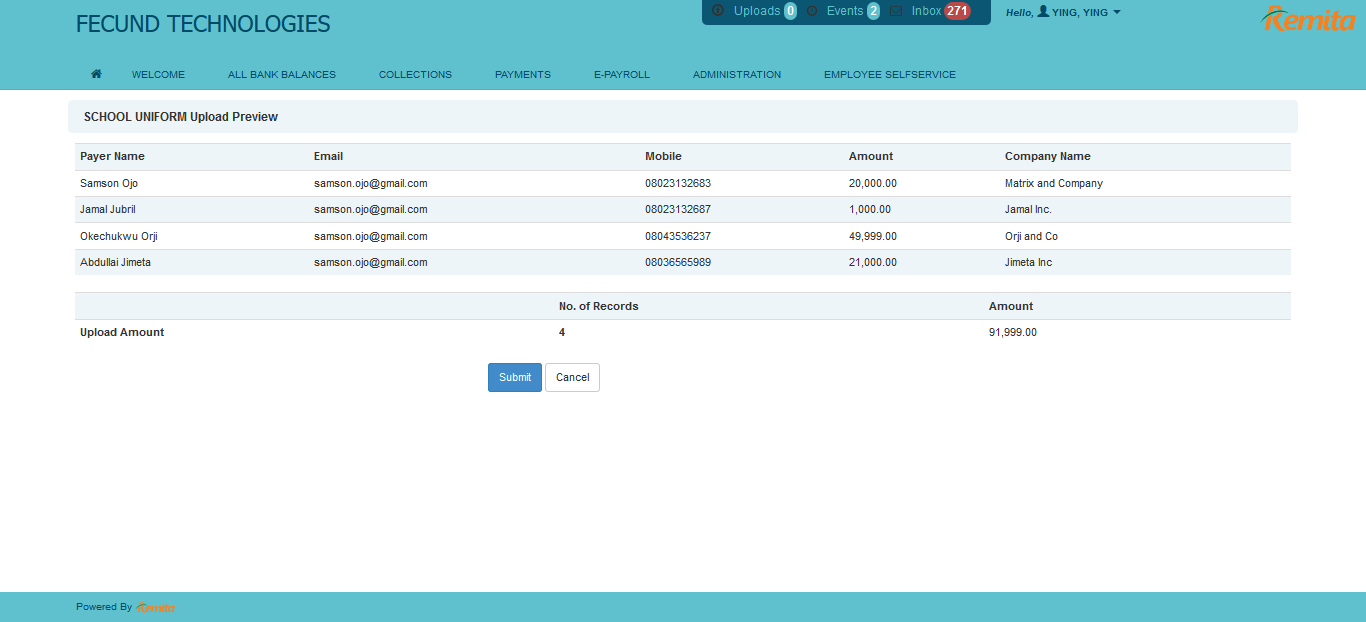 FECUND TECHNOLOGIES
Uploads 0 Events 2 Inbox 271
Hello, YING, YING
Remita
WELCOME ALL BANK BALANCES COLLECTIONS PAYMENTS E-PAYROLL ADMINISTRATION EMPLOYEE SELFSERVICE
SCHOOL UNIFORM Upload Preview
Payer Name Email Mobile Amount Company Name
Samson Ojo samson.ojo@gmail.com 08023132683 20,000.00 Matrix and Company
Jamal Jubril samson.ojo@gmail.com 08023132687 1,000.00 Jamal Inc.
Okechukwu Orji samson.ojo@gmail.com 08043536237 49,999.00 Orji and Co
Abdullai Jimeta samson.ojo@gmail.com 08036565989 21,000.00 Jimeta Inc
No. of Records Amount
Upload Amount 4 91,999.00
Submit Cancel
Powered By Remita